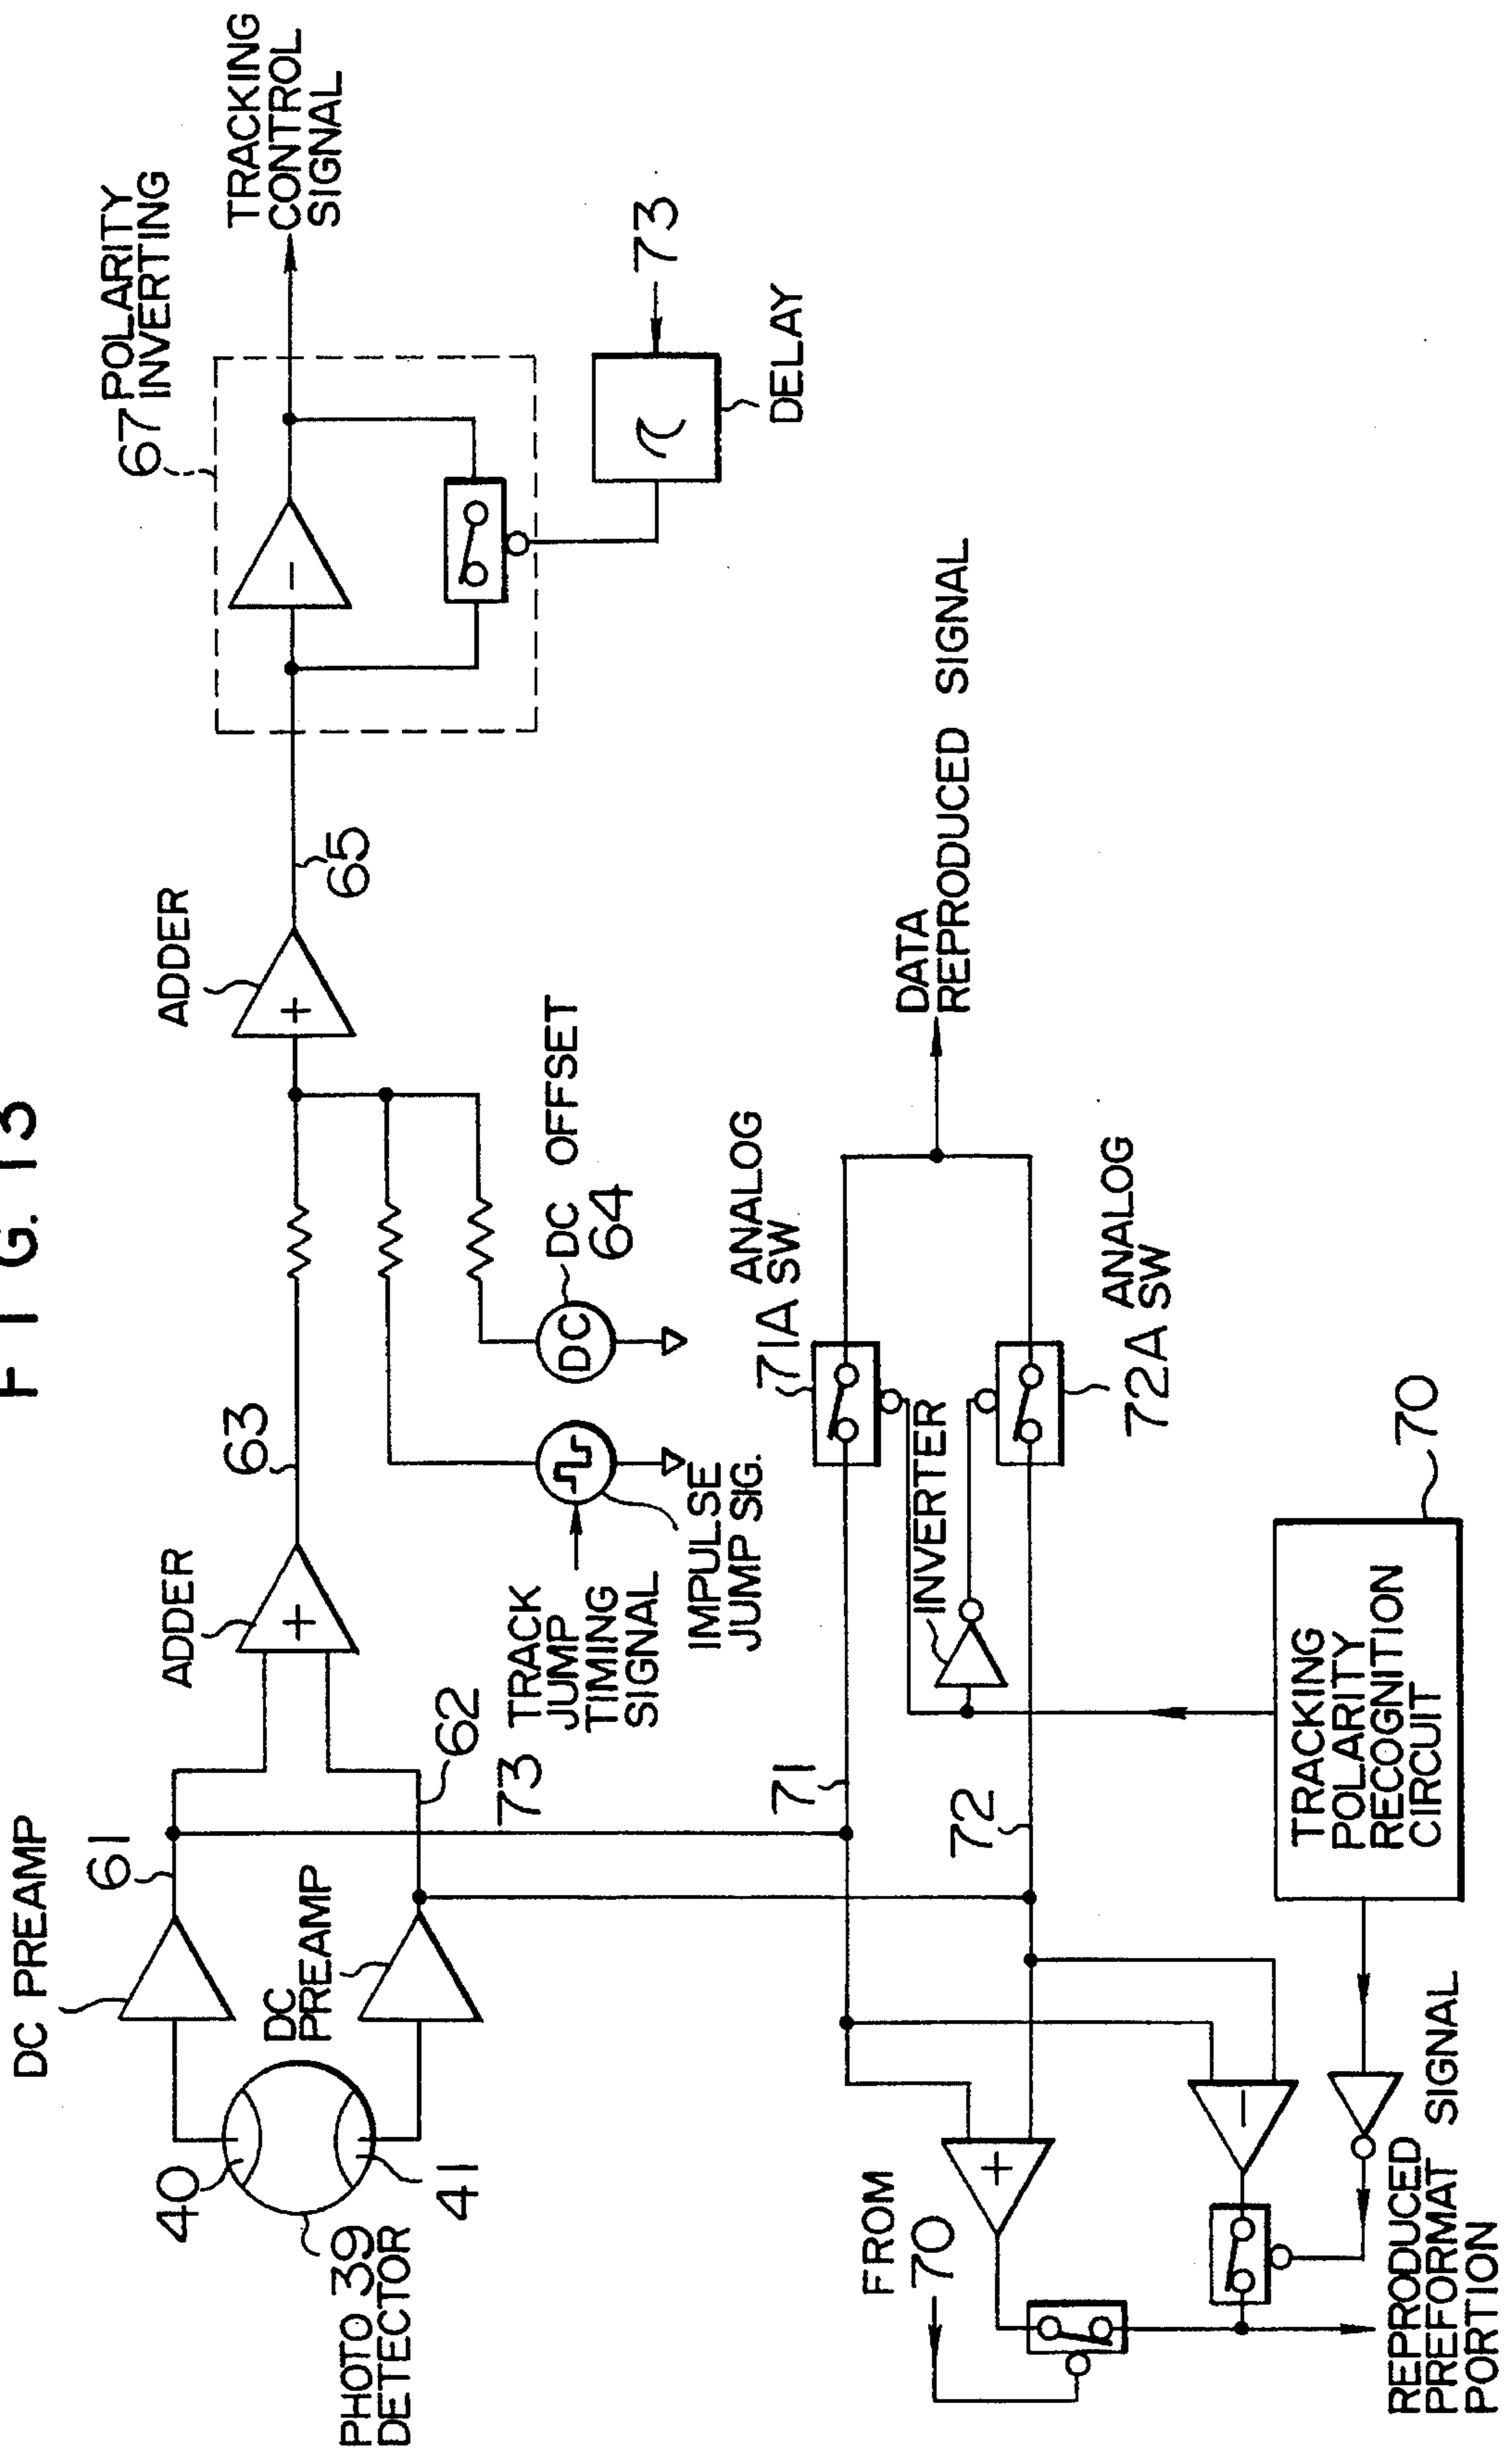 FIG. 13
DC PREAMP
61
DC
PREAMP
40
41
PHOTO 39
DETECTOR
62
73
ADDER
+
63
TRACK
JUMP
TIMING
SIGNAL
IMPULSE
JUMP SIG.
DC
DC OFFSET
64
ADDER
+
65
67 POLARITY
INVERTING
−
TRACKING
CONTROL
SIGNAL
73
τ
DELAY
71
72
71A ANALOG
SW
INVERTER
72A ANALOG
SW
DATA
REPRODUCED SIGNAL
70
TRACKING
POLARITY
RECOGNITION
CIRCUIT
FROM
70
+
−
REPRODUCED
PREFORMAT SIGNAL
PORTION